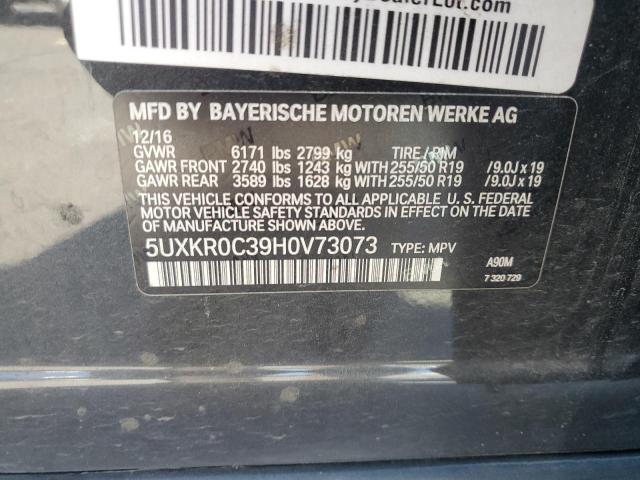 MFD BY BAYERISCHE MOTOREN WERKE AG
12/16
GVWR 6171 lbs 2799 kg TIRE / RIM
GAWR FRONT 2740 lbs 1243 kg WITH 255/50 R19 /9.0J x 19
GAWR REAR 3589 lbs 1628 kg WITH 255/50 R19 /9.0J x 19
THIS VEHICLE CONFORMS TO ALL APPLICABLE U. S. FEDERAL
MOTOR VEHICLE SAFETY STANDARDS IN EFFECT ON THE
DATE OF MANUFACTURE SHOWN ABOVE.
5UXKR0C39H0V73073 TYPE: MPV
A90M
7 320 729